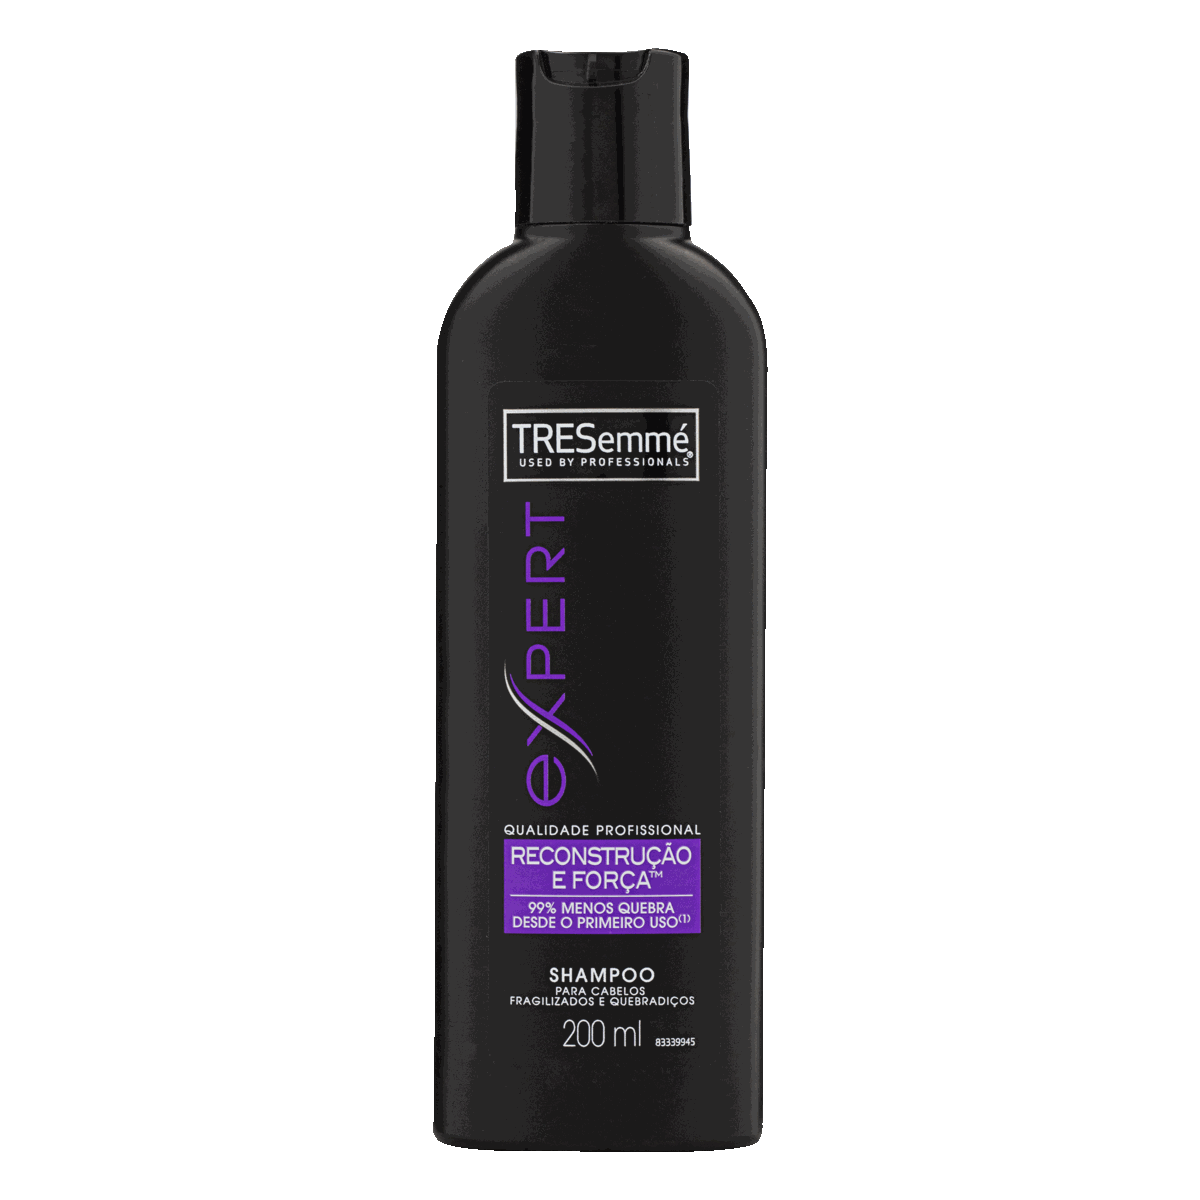 TRESemmé®
USED BY PROFESSIONALS
eXPERT
QUALIDADE PROFISSIONAL
RECONSTRUÇÃO
E FORÇA™
99% MENOS QUEBRA
DESDE O PRIMEIRO USO(1)
SHAMPOO
PARA CABELOS
FRAGILIZADOS E QUEBRADIÇOS
200 ml 83339945